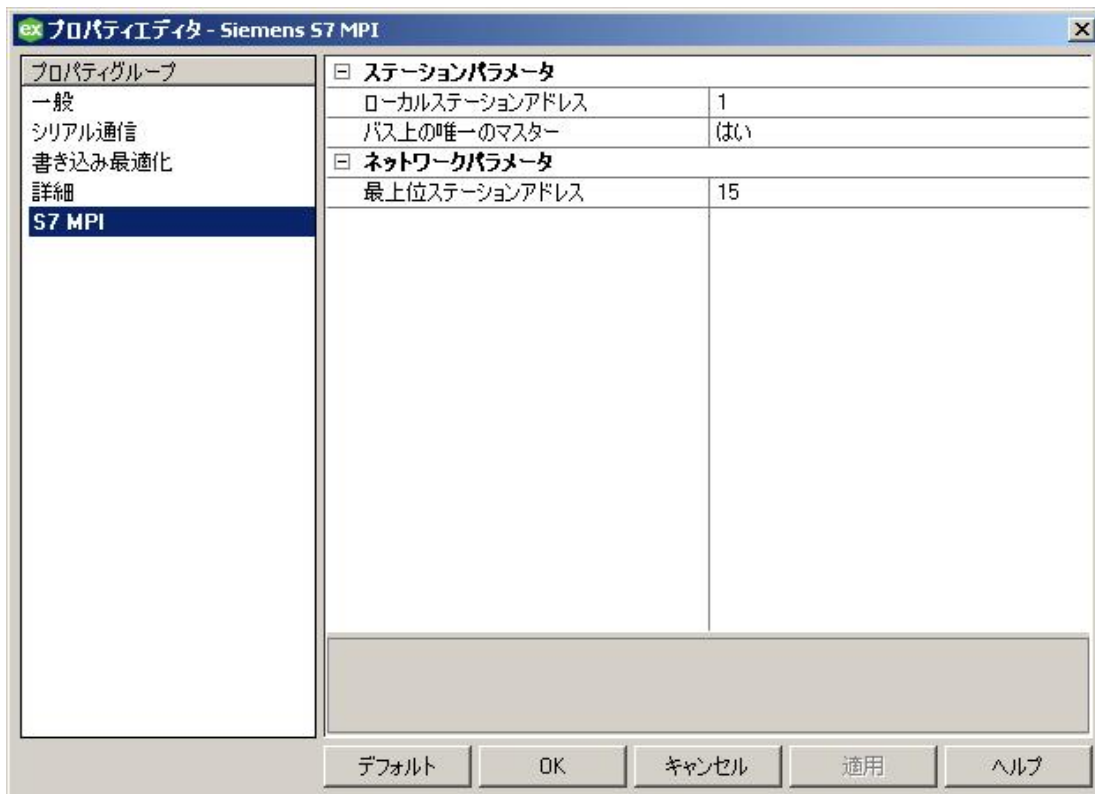 ex プロパティエディタ - Siemens S7 MPI
プロパティグループ
一般
シリアル通信
書き込み最適化
詳細
S7 MPI
ステーションパラメータ
ローカルステーションアドレス 1
バス上の唯一のマスター はい
ネットワークパラメータ
最上位ステーションアドレス 15
デフォルト OK キャンセル 適用 ヘルプ